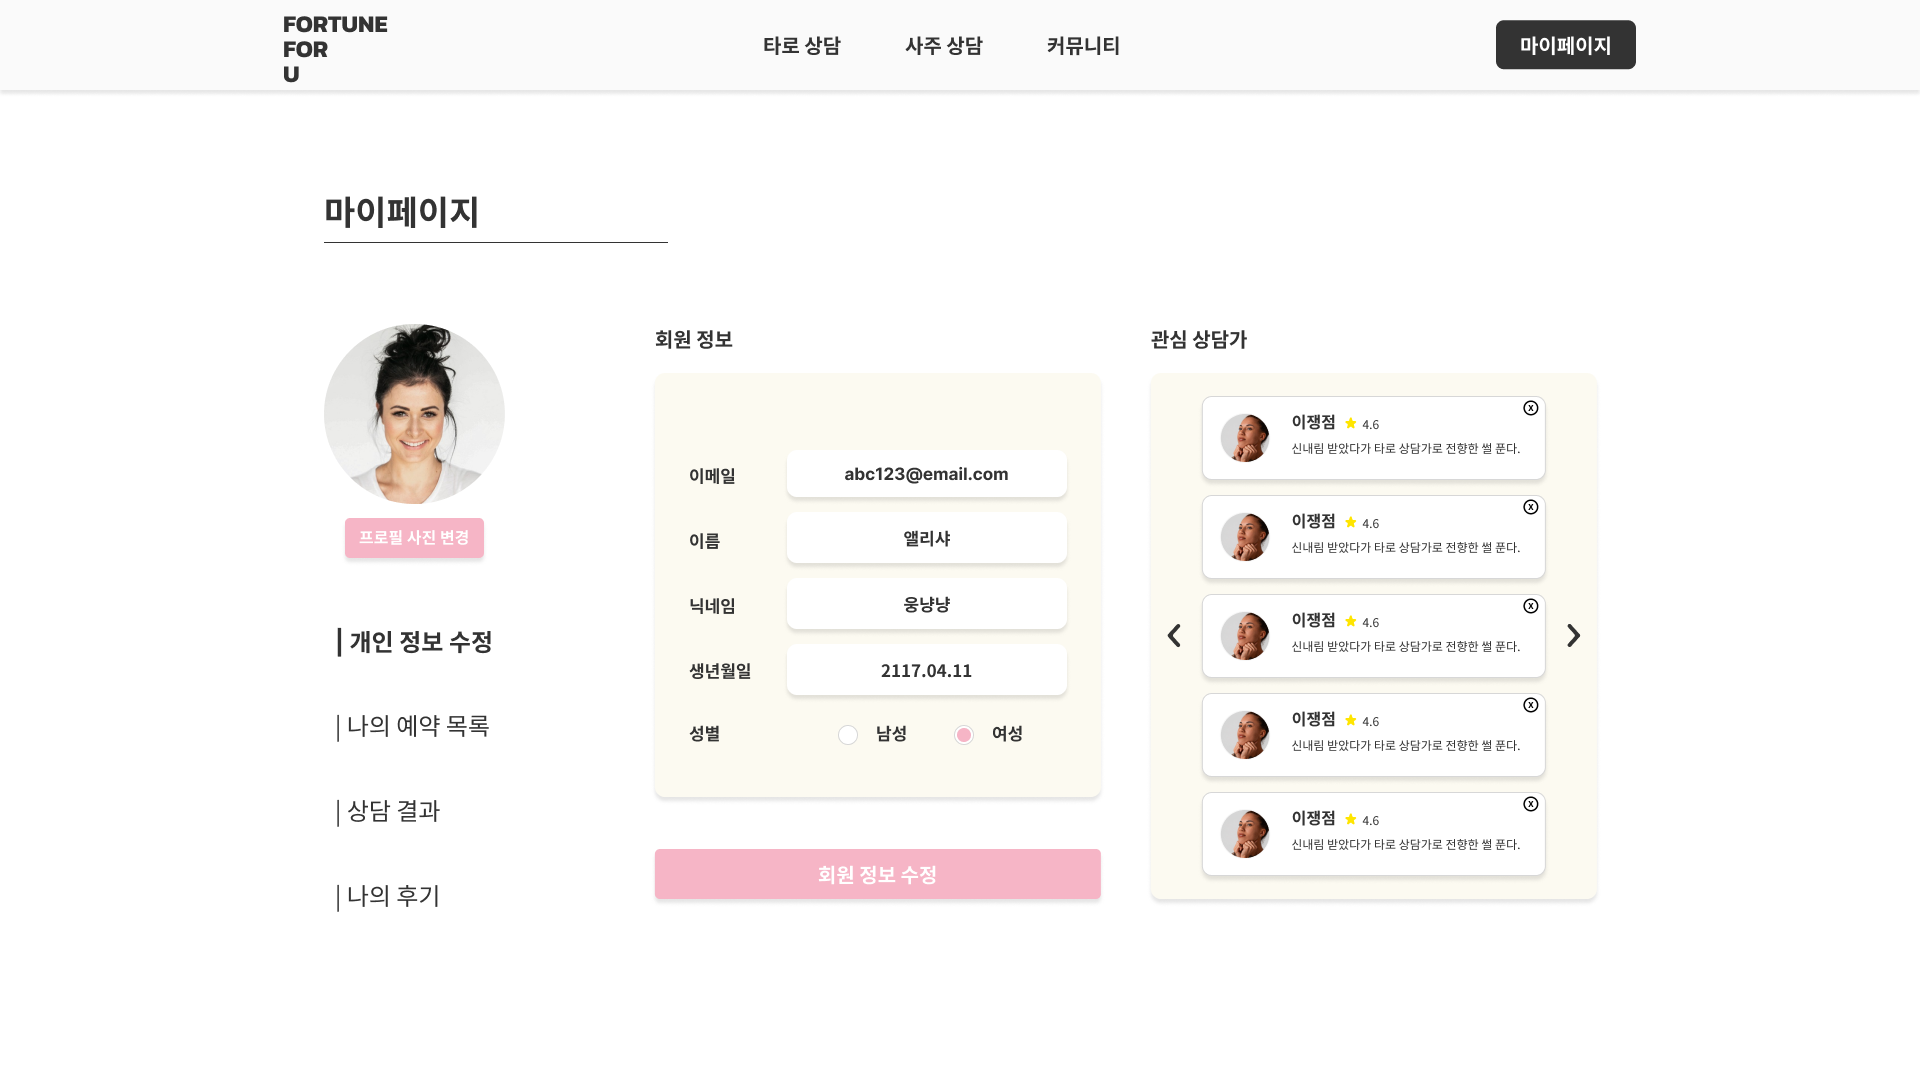 FORTUNE
FOR
U
타로 상담
사주 상담
커뮤니티
마이페이지
마이페이지
프로필 사진 변경
| 개인 정보 수정
| 나의 예약 목록
| 상담 결과
| 나의 후기
회원 정보
이메일
abc123@email.com
이름
앨리샤
닉네임
웅냥냥
생년월일
2117.04.11
성별
남성
여성
회원 정보 수정
관심 상담가
이쟁점 4.6
신내림 받았다가 타로 상담가로 전향한 썰 푼다.
이쟁점 4.6
신내림 받았다가 타로 상담가로 전향한 썰 푼다.
이쟁점 4.6
신내림 받았다가 타로 상담가로 전향한 썰 푼다.
이쟁점 4.6
신내림 받았다가 타로 상담가로 전향한 썰 푼다.
이쟁점 4.6
신내림 받았다가 타로 상담가로 전향한 썰 푼다.